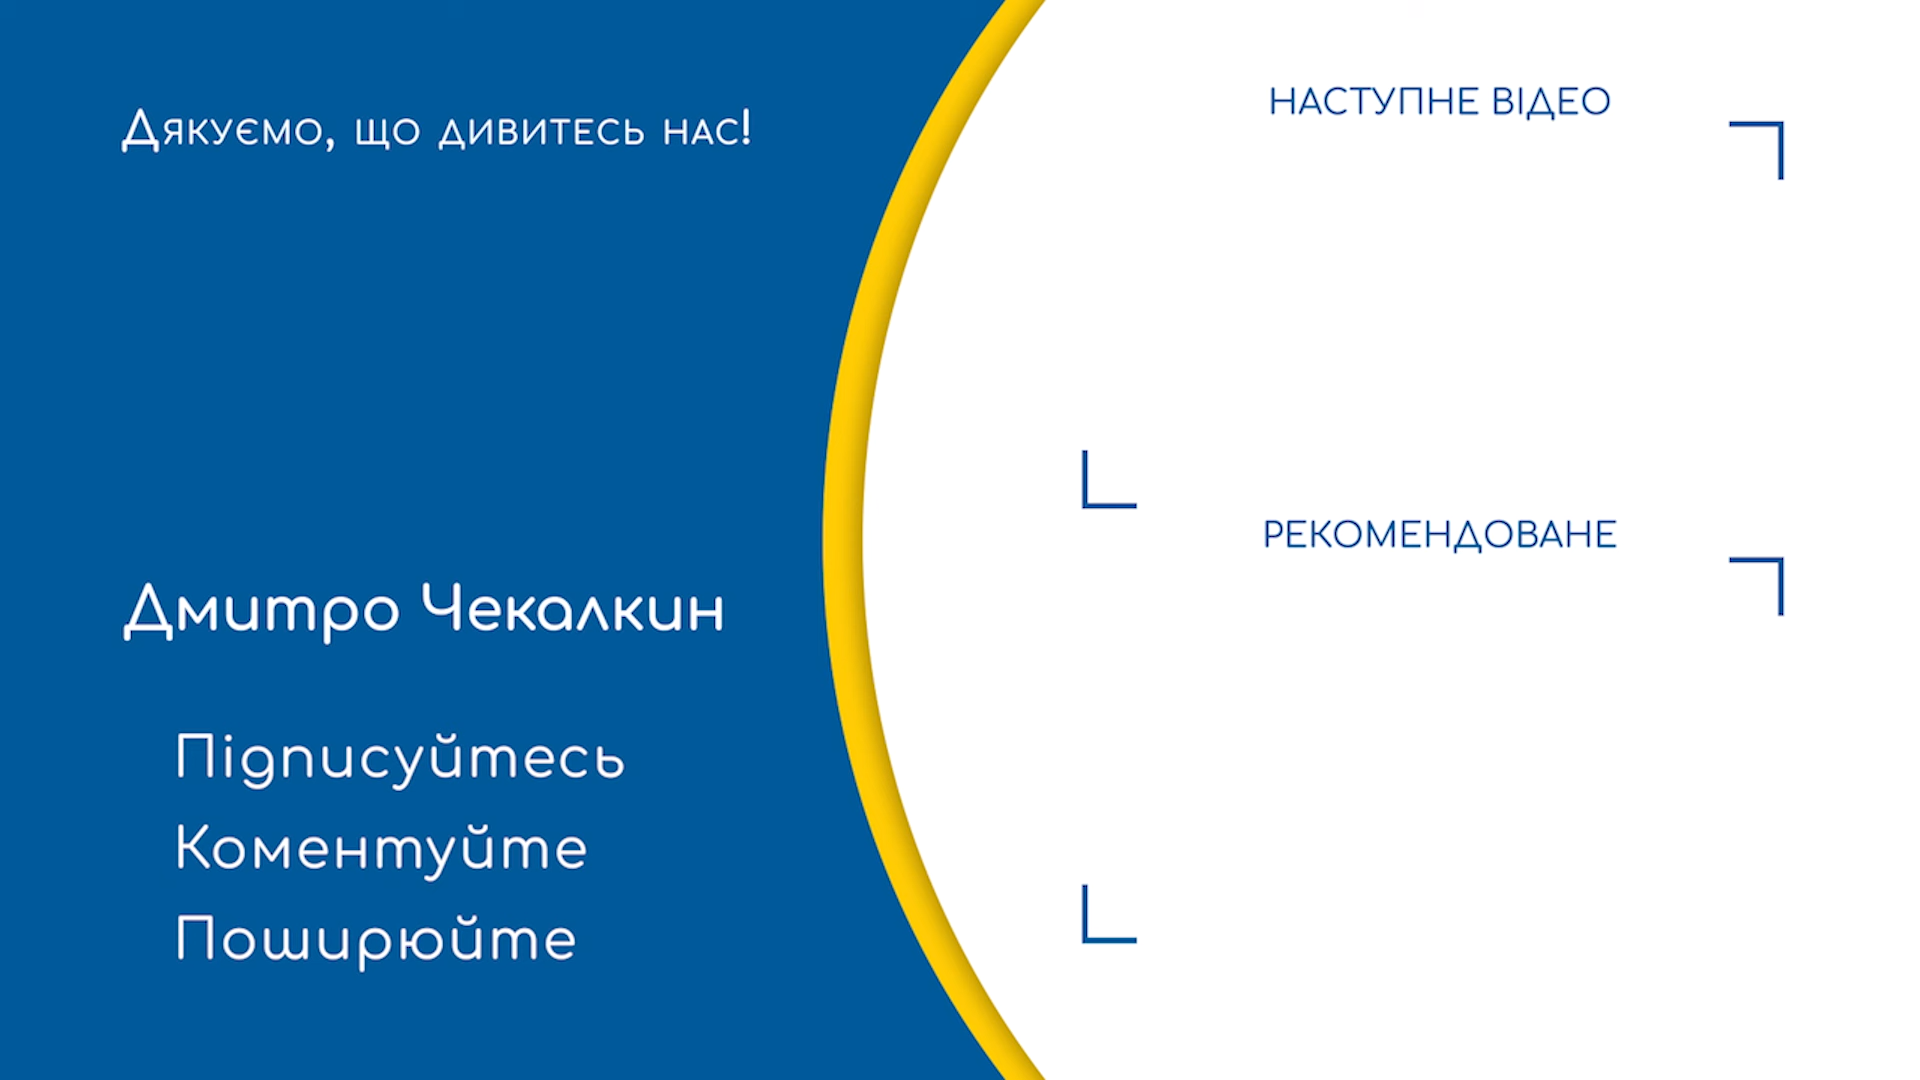 Дякуємо, що дивитесь нас!
Дмитро Чекалкин
Підписуйтесь
Коментуйте
Поширюйте
НАСТУПНЕ ВІДЕО
РЕКОМЕНДОВАНЕ